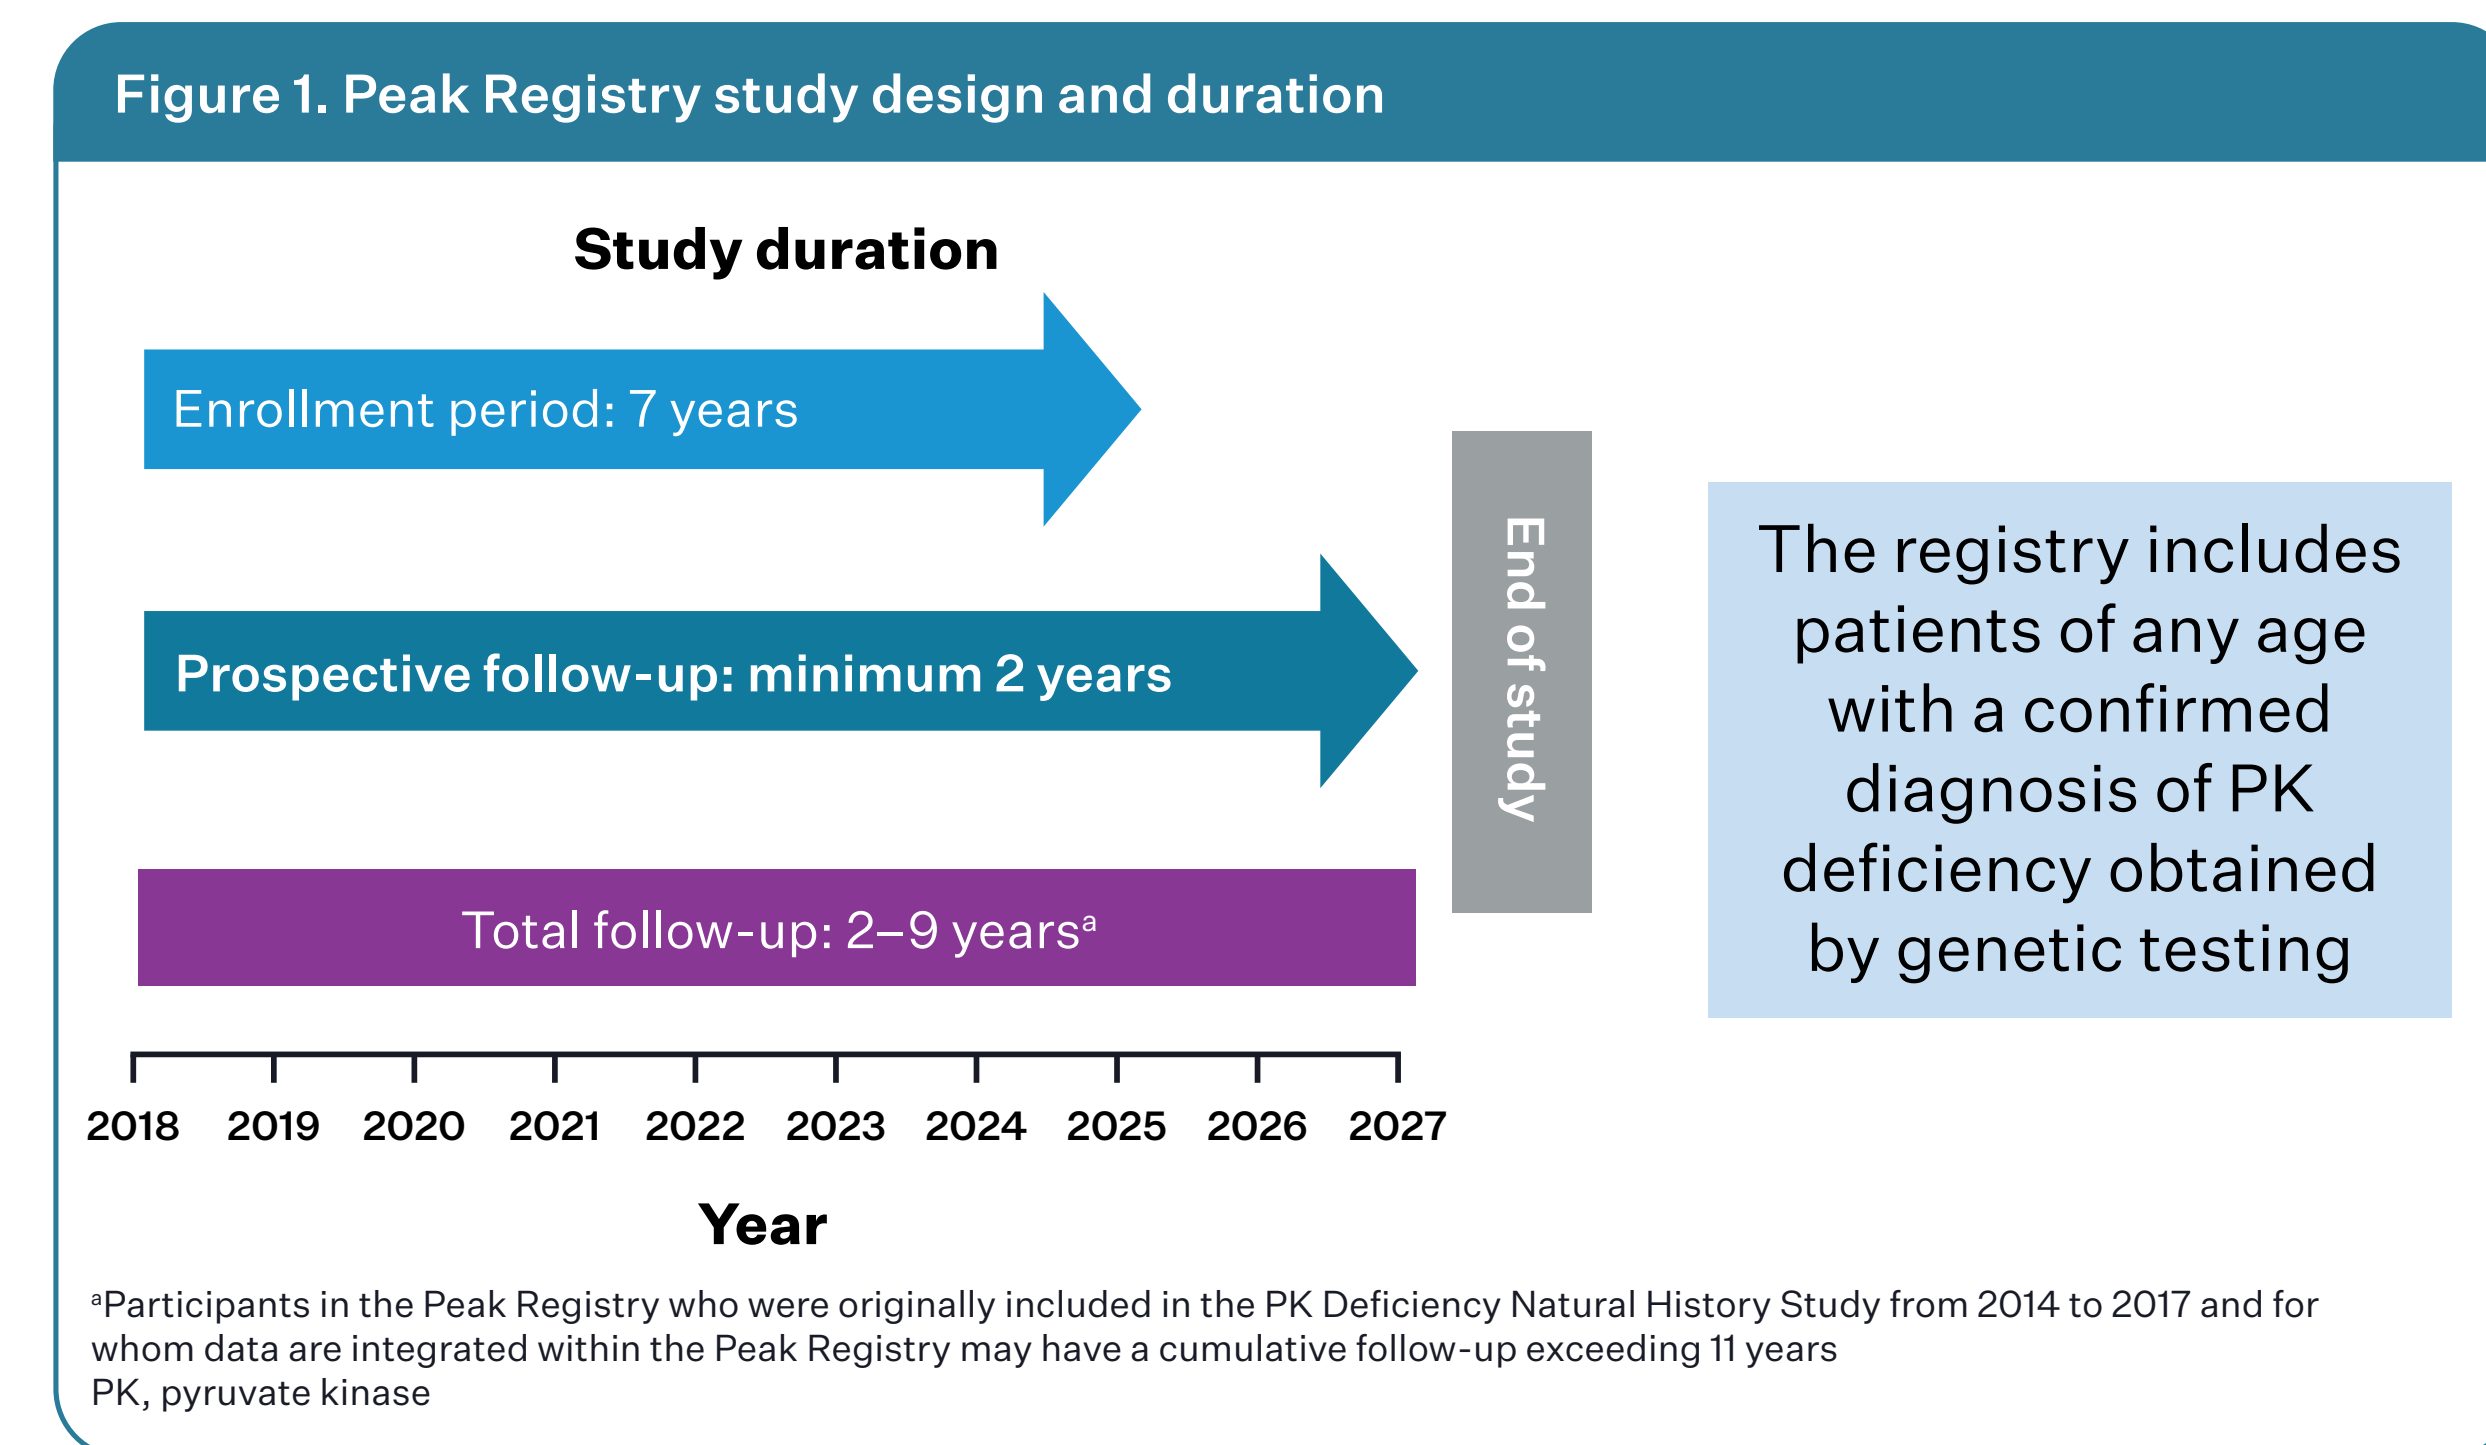 Figure 1. Peak Registry study design and duration
Study duration
Enrollment period: 7 years
Prospective follow-up: minimum 2 years
Total follow-up: 2–9 yearsᵃ
End of study
2018 2019 2020 2021 2022 2023 2024 2025 2026 2027
Year
The registry includes
patients of any age
with a confirmed
diagnosis of PK
deficiency obtained
by genetic testing
ᵃParticipants in the Peak Registry who were originally included in the PK Deficiency Natural History Study from 2014 to 2017 and for
whom data are integrated within the Peak Registry may have a cumulative follow-up exceeding 11 years
PK, pyruvate kinase